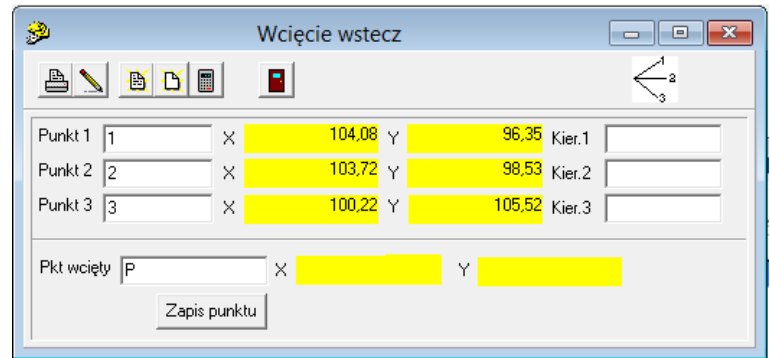 Wcięcie wstecz
1
2
3
Punkt 1 1 X 104,08 Y 96,35 Kier.1
Punkt 2 2 X 103,72 Y 98,53 Kier.2
Punkt 3 3 X 100,22 Y 105,52 Kier.3
Pkt wcięty P X Y
Zapis punktu